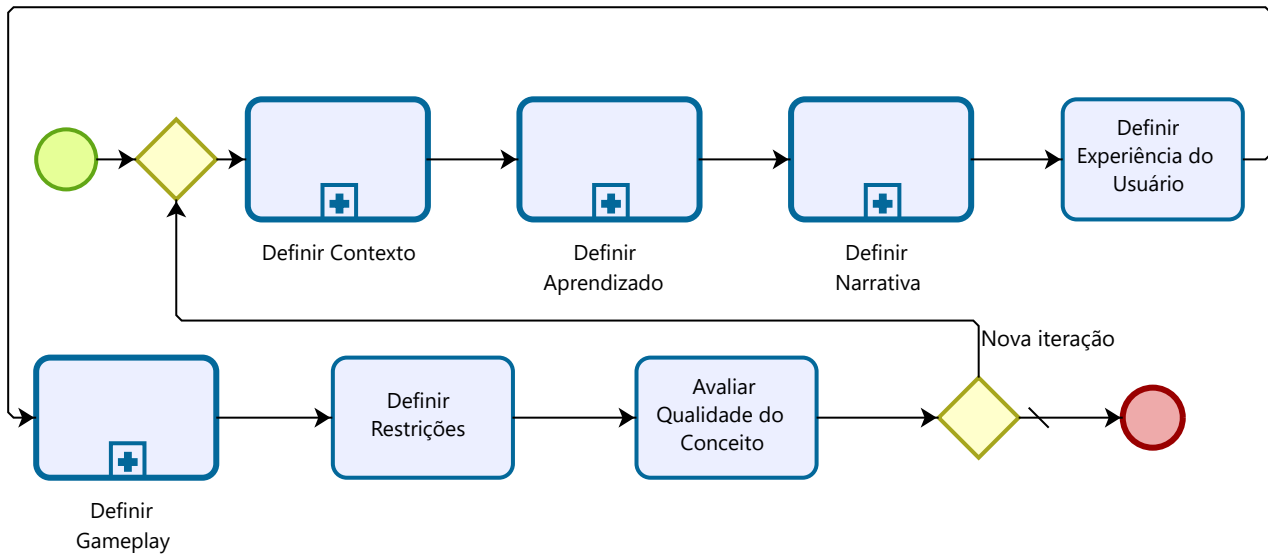 Definir
Experiência do
Usuário
Definir Contexto
Definir
Aprendizado
Definir
Narrativa
Nova iteração
Definir
Restrições
Avaliar
Qualidade do
Conceito
Definir
Gameplay